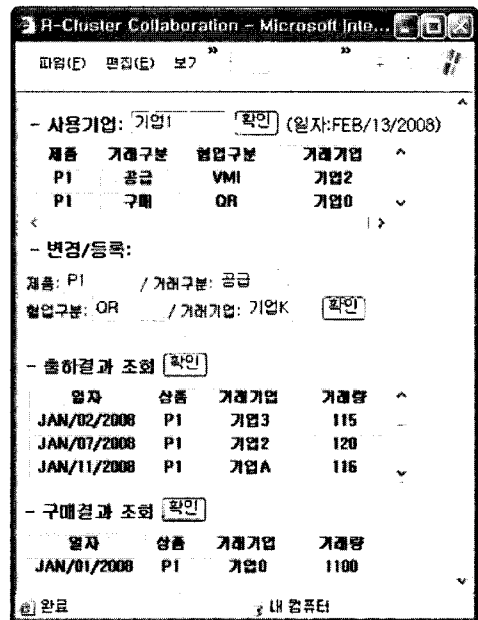 A-Cluster Collaboration - Microsoft Inte...
파일(F) 편집(E) 보기 »  »
- 사용기업: 기업1 확인 (일자:FEB/13/2008)
제품 거래구분 협업구분 거래기업
P1 공급 VMI 기업2
P1 구매 QR 기업0
- 변경/등록:
제품: P1 / 거래구분: 공급
협업구분: QR / 거래기업: 기업K 확인
- 출하결과 조회 확인
일자 상품 거래기업 거래량
JAN/02/2008 P1 기업3 115
JAN/07/2008 P1 기업2 120
JAN/11/2008 P1 기업A 116
- 구매결과 조회 확인
일자 상품 거래기업 거래량
JAN/01/2008 P1 기업0 1100
완료 내 컴퓨터